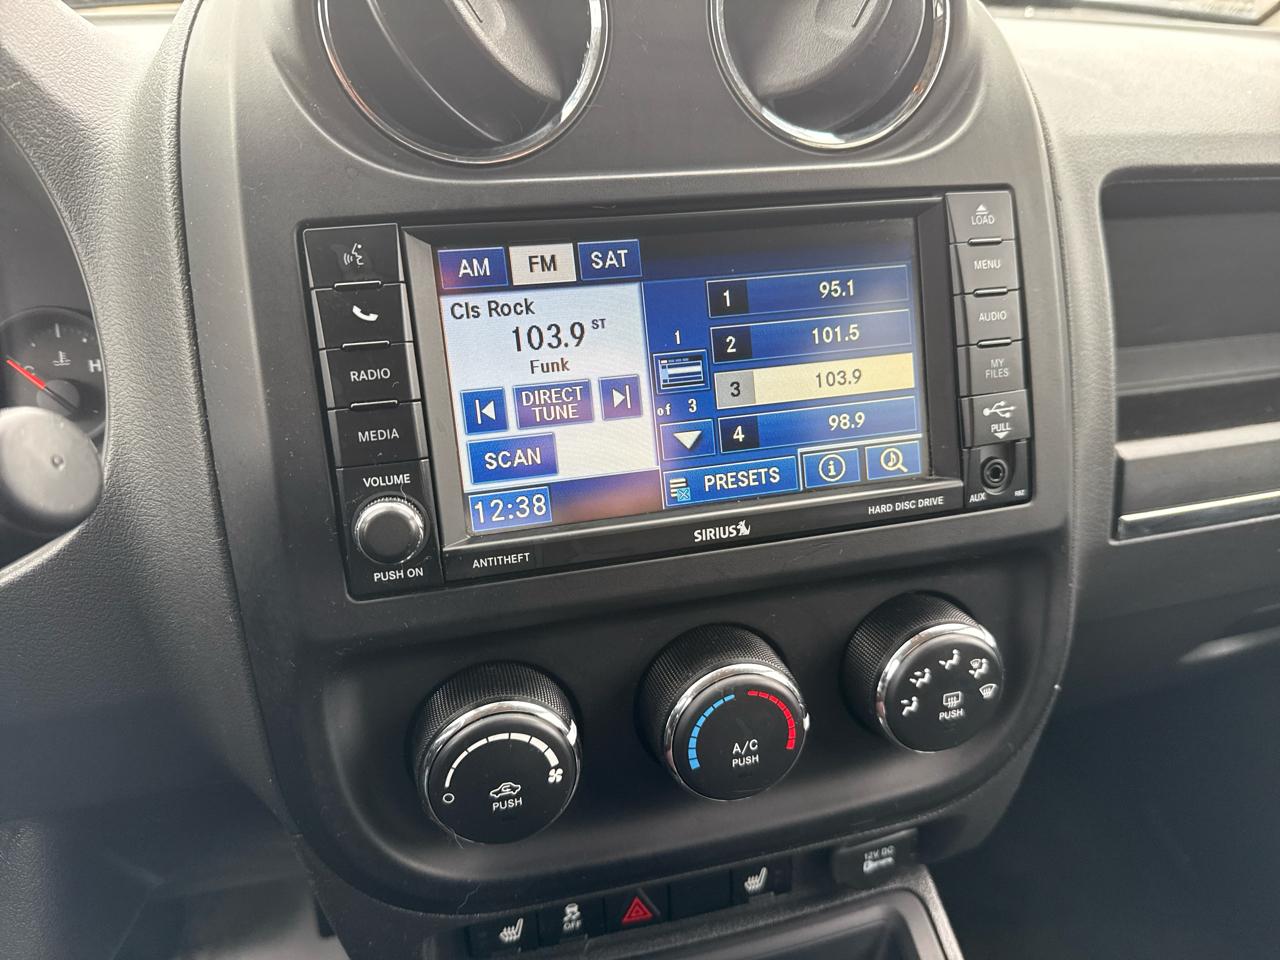 AM
FM
SAT
Cls Rock
103.9 ST
Funk
DIRECT
TUNE
SCAN
12:38
1
of 3
1 95.1
2 101.5
3 103.9
4 98.9
PRESETS
RADIO
MEDIA
VOLUME
PUSH ON
ANTITHEFT
SIRIUS
HARD DISC DRIVE
LOAD
MENU
AUDIO
MY
FILES
PULL
AUX
RBZ
H
PUSH
A/C
PUSH
PUSH
12V DC
OFF